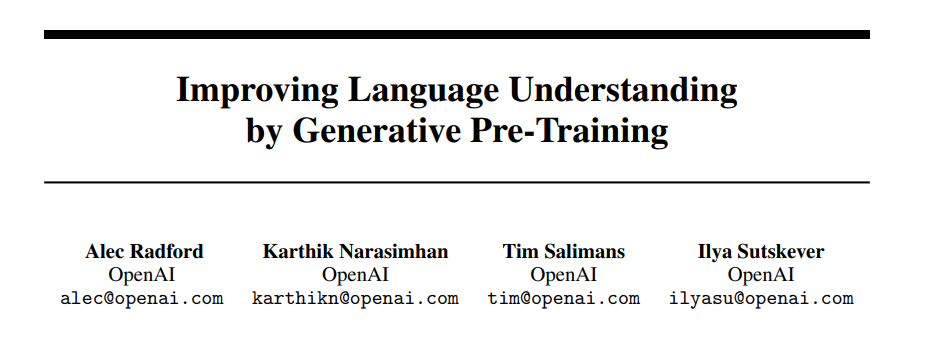 Improving Language Understanding
by Generative Pre-Training
Alec Radford
OpenAI
alec@openai.com
Karthik Narasimhan
OpenAI
karthikn@openai.com
Tim Salimans
OpenAI
tim@openai.com
Ilya Sutskever
OpenAI
ilyasu@openai.com